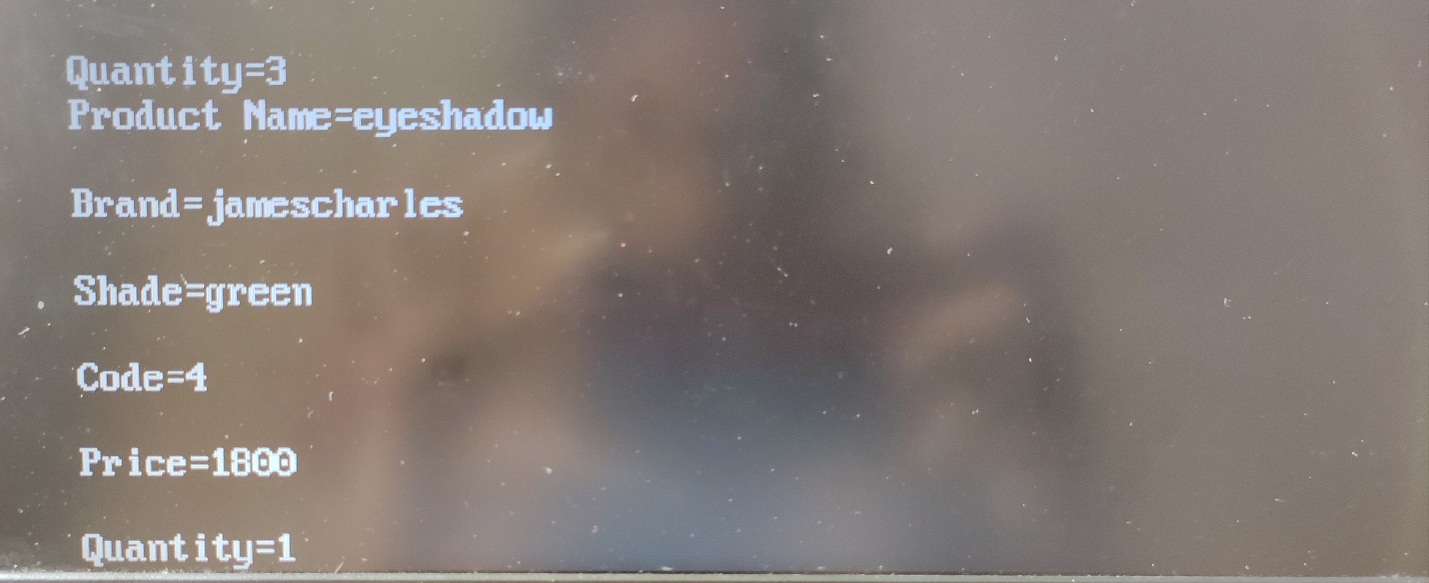 Quantity=3
Product Name=eyeshadow
Brand=jamescharles
Shade=green
Code=4
Price=1800
Quantity=1